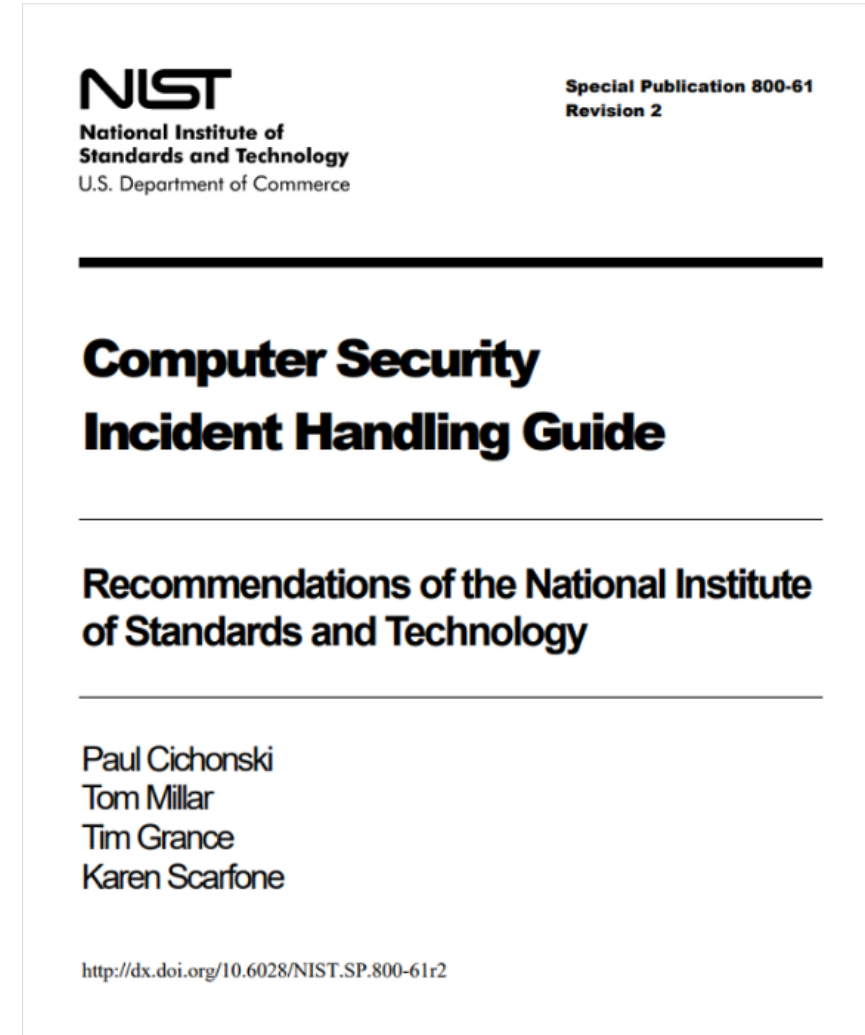 NIST
National Institute of
Standards and Technology
U.S. Department of Commerce
Special Publication 800-61
Revision 2
Computer Security
Incident Handling Guide
Recommendations of the National Institute
of Standards and Technology
Paul Cichonski
Tom Millar
Tim Grance
Karen Scarfone
http://dx.doi.org/10.6028/NIST.SP.800-61r2